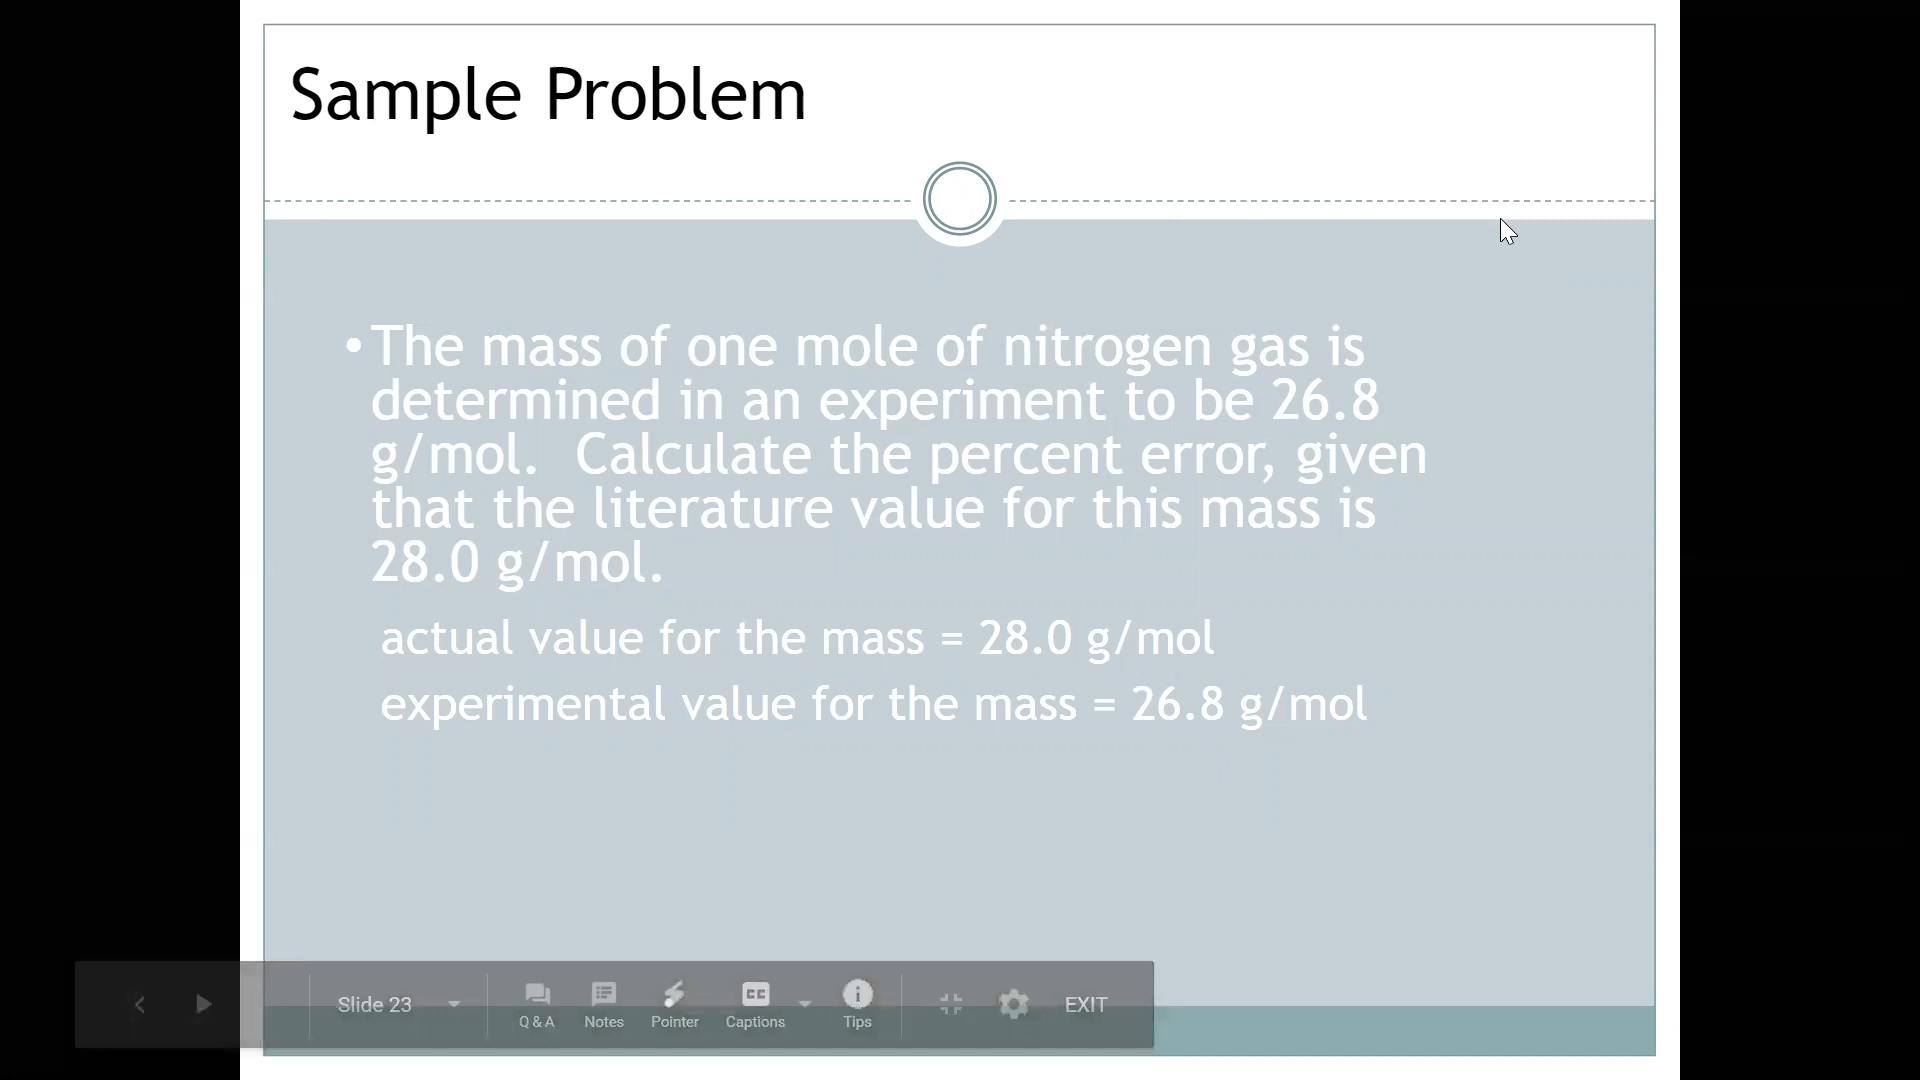 Sample Problem
•The mass of one mole of nitrogen gas is
determined in an experiment to be 26.8
g/mol.  Calculate the percent error, given
that the literature value for this mass is
28.0 g/mol.
actual value for the mass = 28.0 g/mol
experimental value for the mass = 26.8 g/mol
Slide 23
Q & A Notes Pointer Captions Tips EXIT
CC